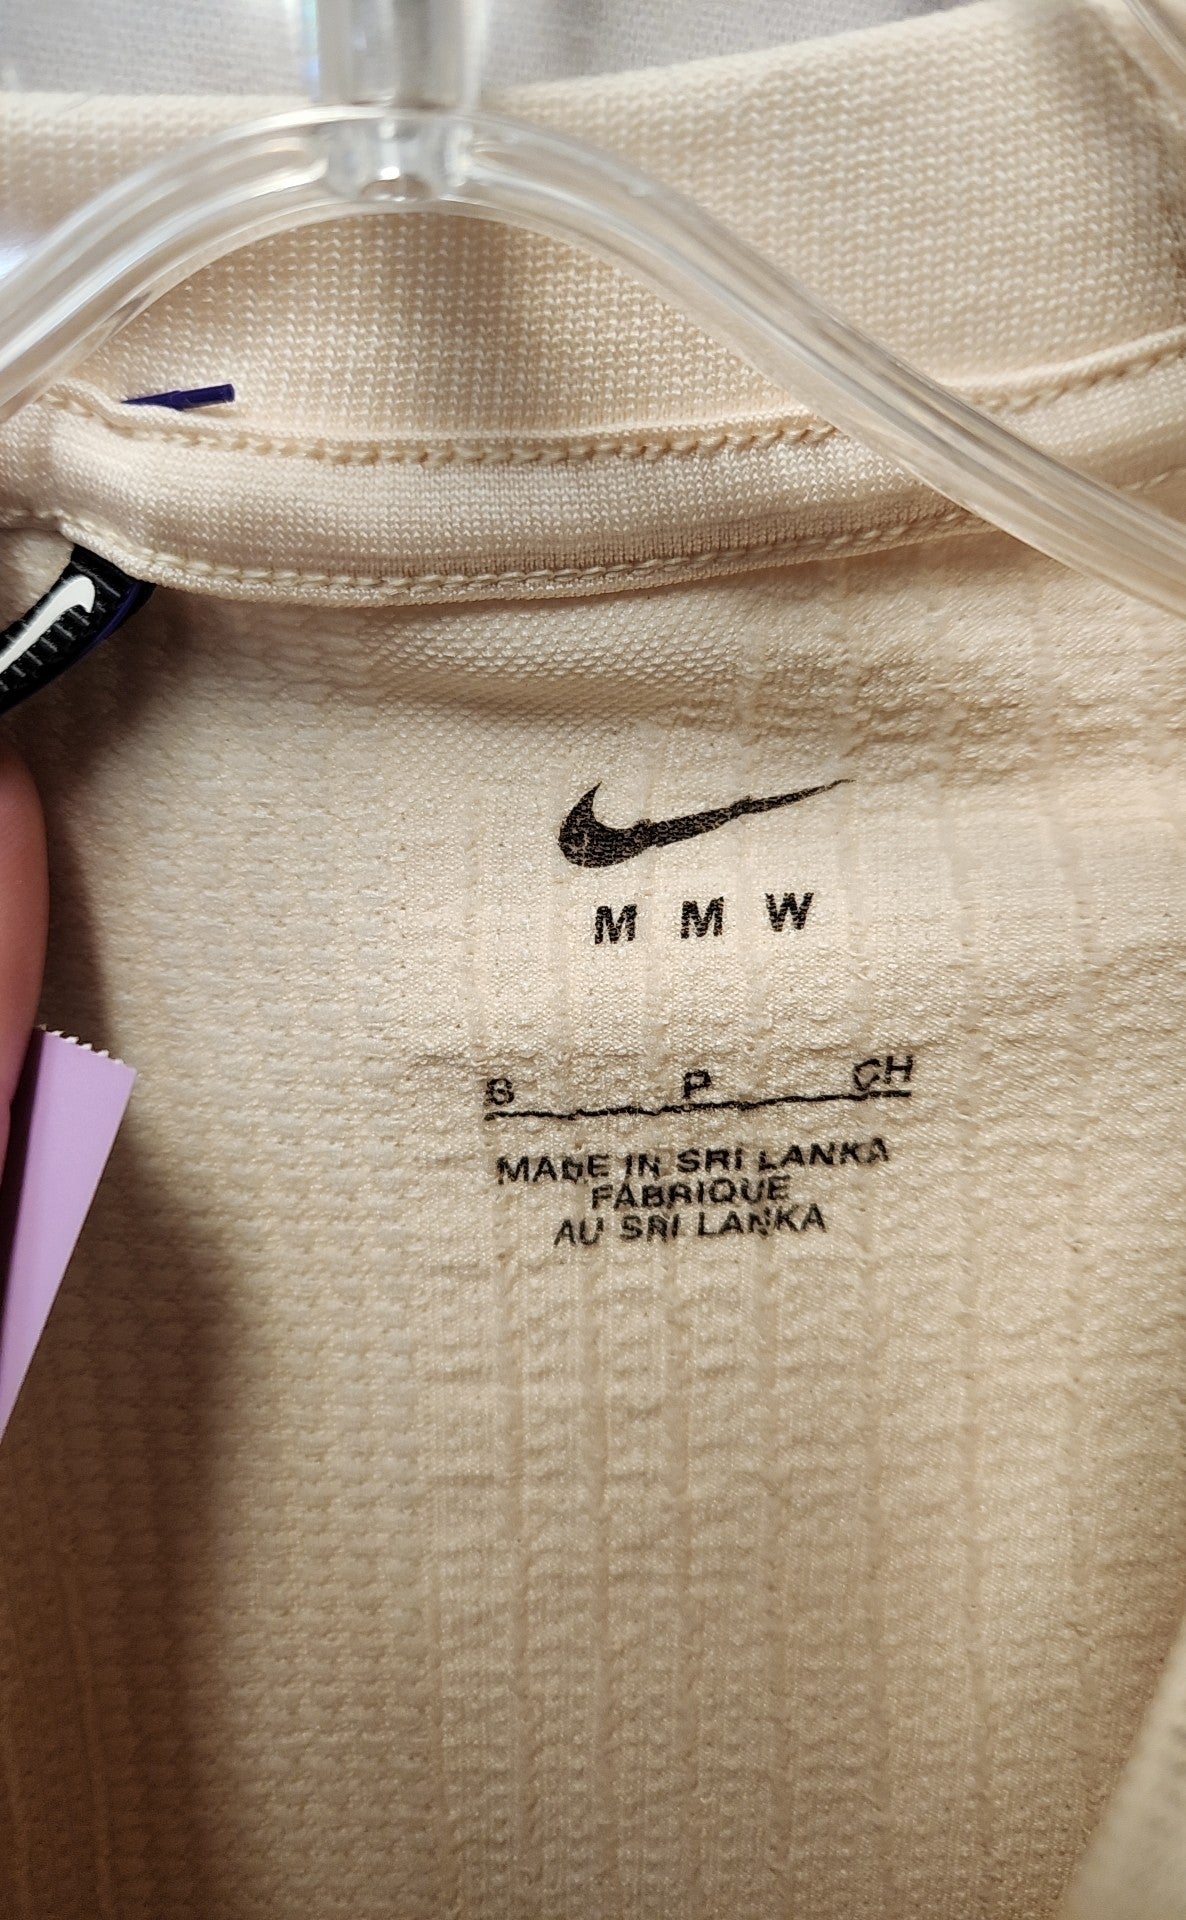 M M W
S P CH
MADE IN SRI LANKA
FABRIQUE
AU SRI LANKA